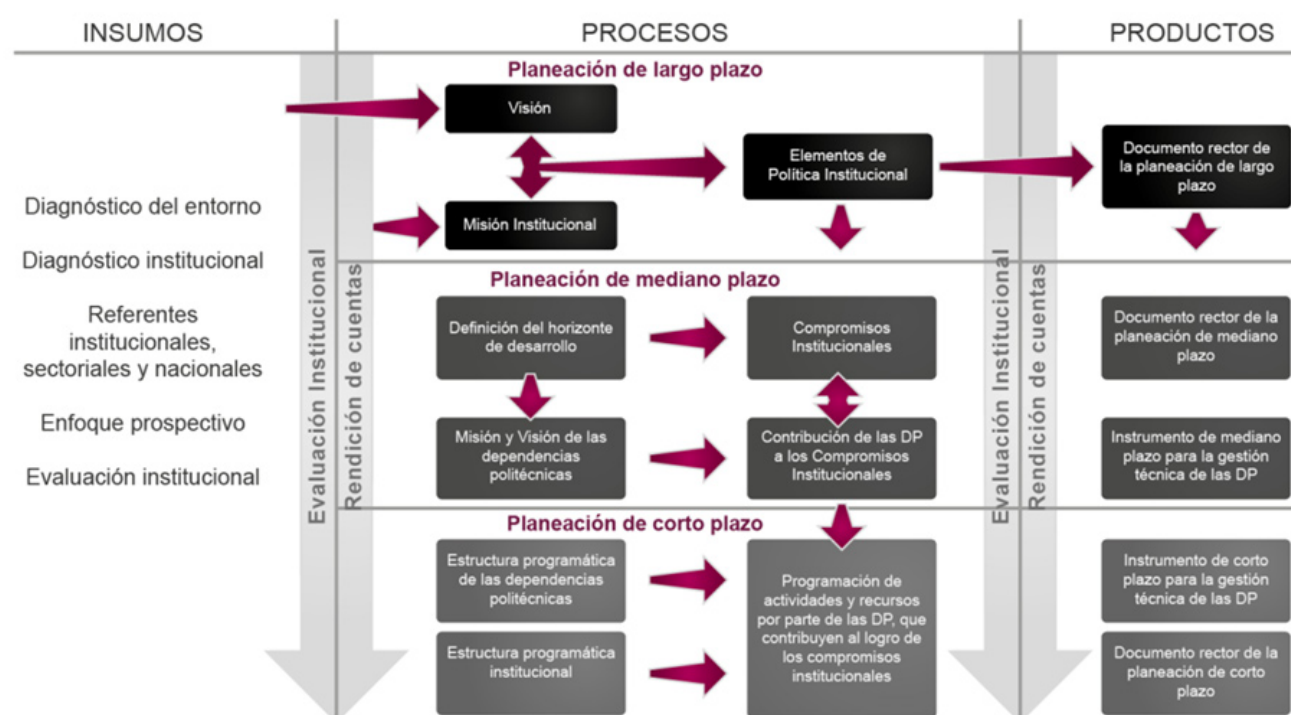 INSUMOS
PROCESOS
PRODUCTOS
Diagnóstico del entorno
Diagnóstico institucional
Referentes
institucionales,
sectoriales y nacionales
Enfoque prospectivo
Evaluación institucional
Evaluación Institucional
Rendición de cuentas
Planeación de largo plazo
Visión
Misión Institucional
Elementos de
Política Institucional
Planeación de mediano plazo
Definición del horizonte
de desarrollo
Compromisos
Institucionales
Misión y Visión de las
dependencias
politécnicas
Contribución de las DP
a los Compromisos
Institucionales
Planeación de corto plazo
Estructura programática
de las dependencias
politécnicas
Estructura programática
institucional
Programación de
actividades y recursos
por parte de las DP, que
contribuyen al logro de
los compromisos
institucionales
Evaluación Institucional
Rendición de cuentas
Documento rector de
la planeación de largo
plazo
Documento rector de la
planeación de mediano
plazo
Instrumento de mediano
plazo para la gestión
técnica de las DP
Instrumento de corto
plazo para la gestión
técnica de las DP
Documento rector de la
planeación de corto
plazo